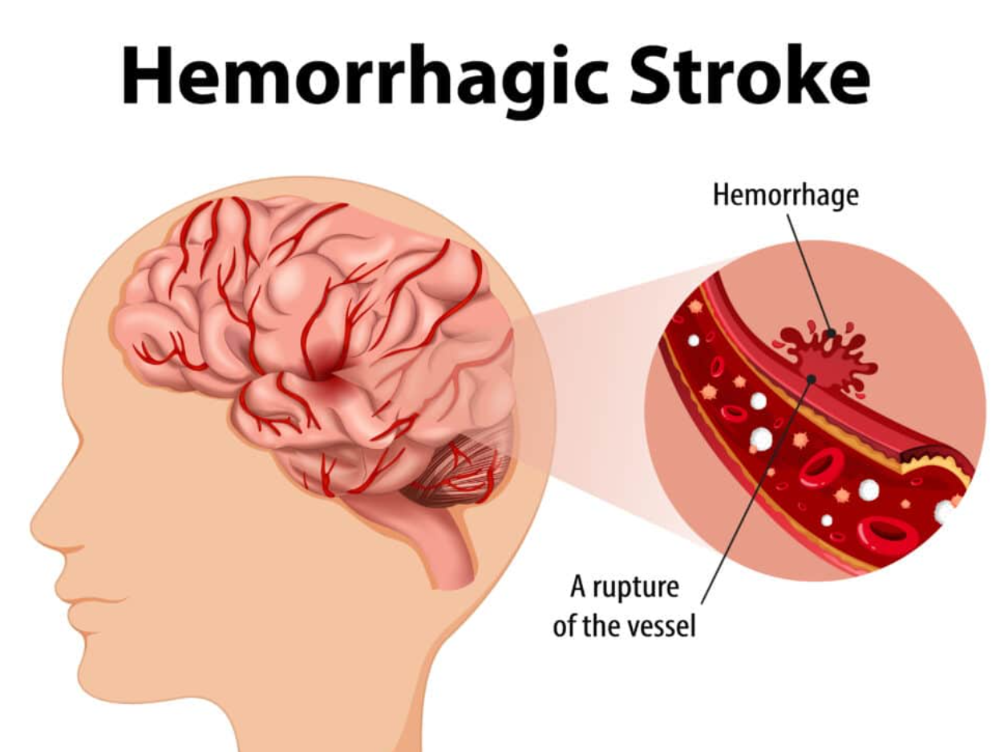 Hemorrhagic Stroke
Hemorrhage
A rupture
of the vessel